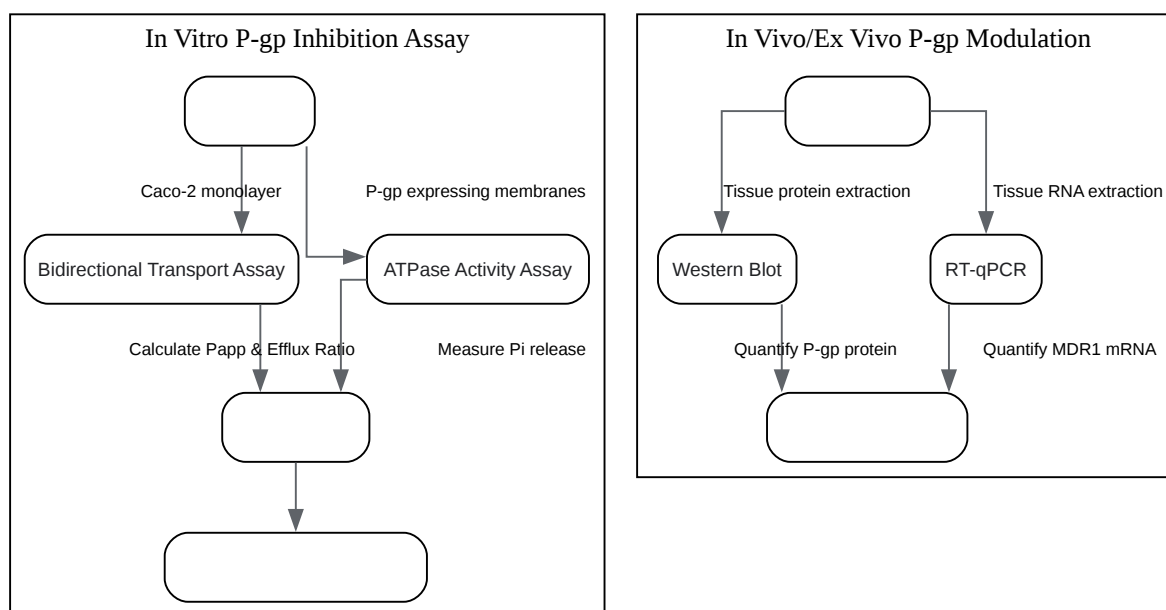 In Vitro P-gp Inhibition Assay
Caco-2 monolayer
P-gp expressing membranes
Bidirectional Transport Assay
ATPase Activity Assay
Calculate Papp & Efflux Ratio
Measure Pi release
In Vivo/Ex Vivo P-gp Modulation
Tissue protein extraction
Tissue RNA extraction
Western Blot
RT-qPCR
Quantify P-gp protein
Quantify MDR1 mRNA